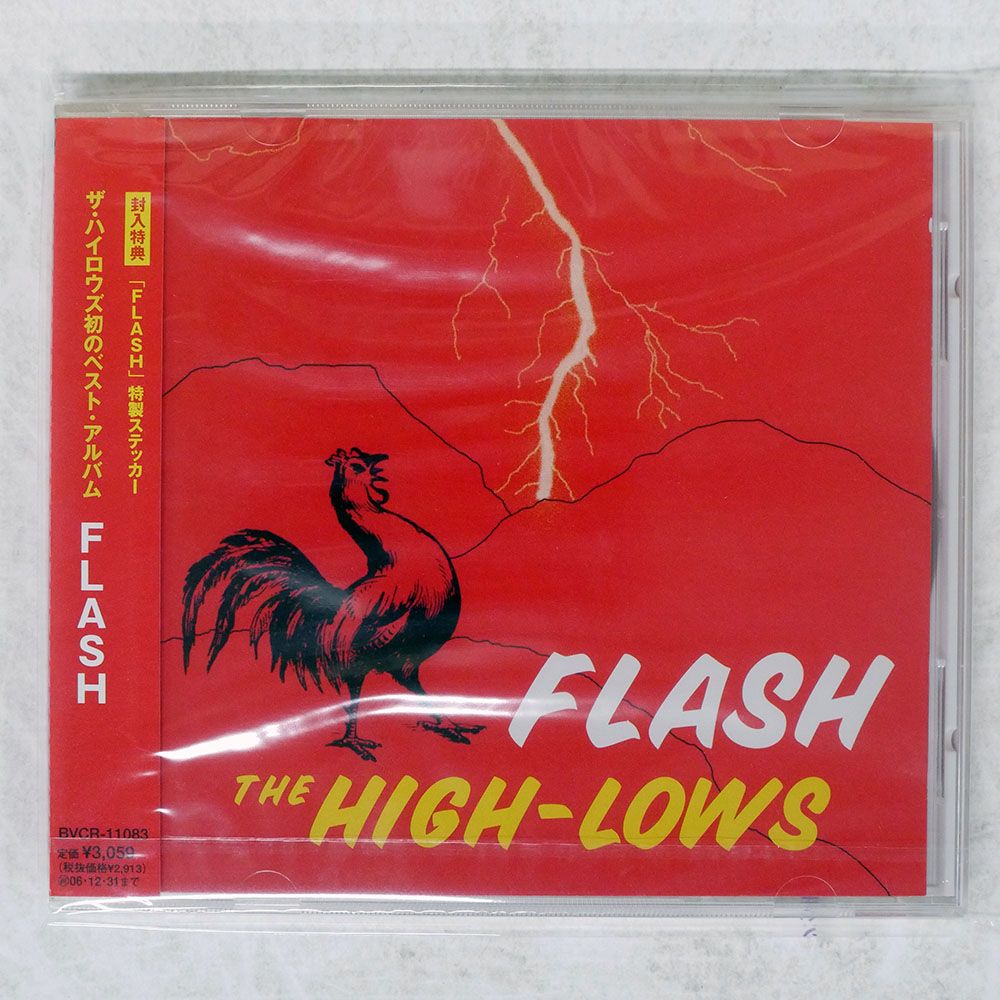 封入特典 「FLASH」特製ステッカー
ザ・ハイロウズ初のベスト・アルバム FLASH
BVCR-11083
定価 ¥3,059
(税抜価格¥2,913)
06・12・31まで
FLASH
THE HIGH-LOWS